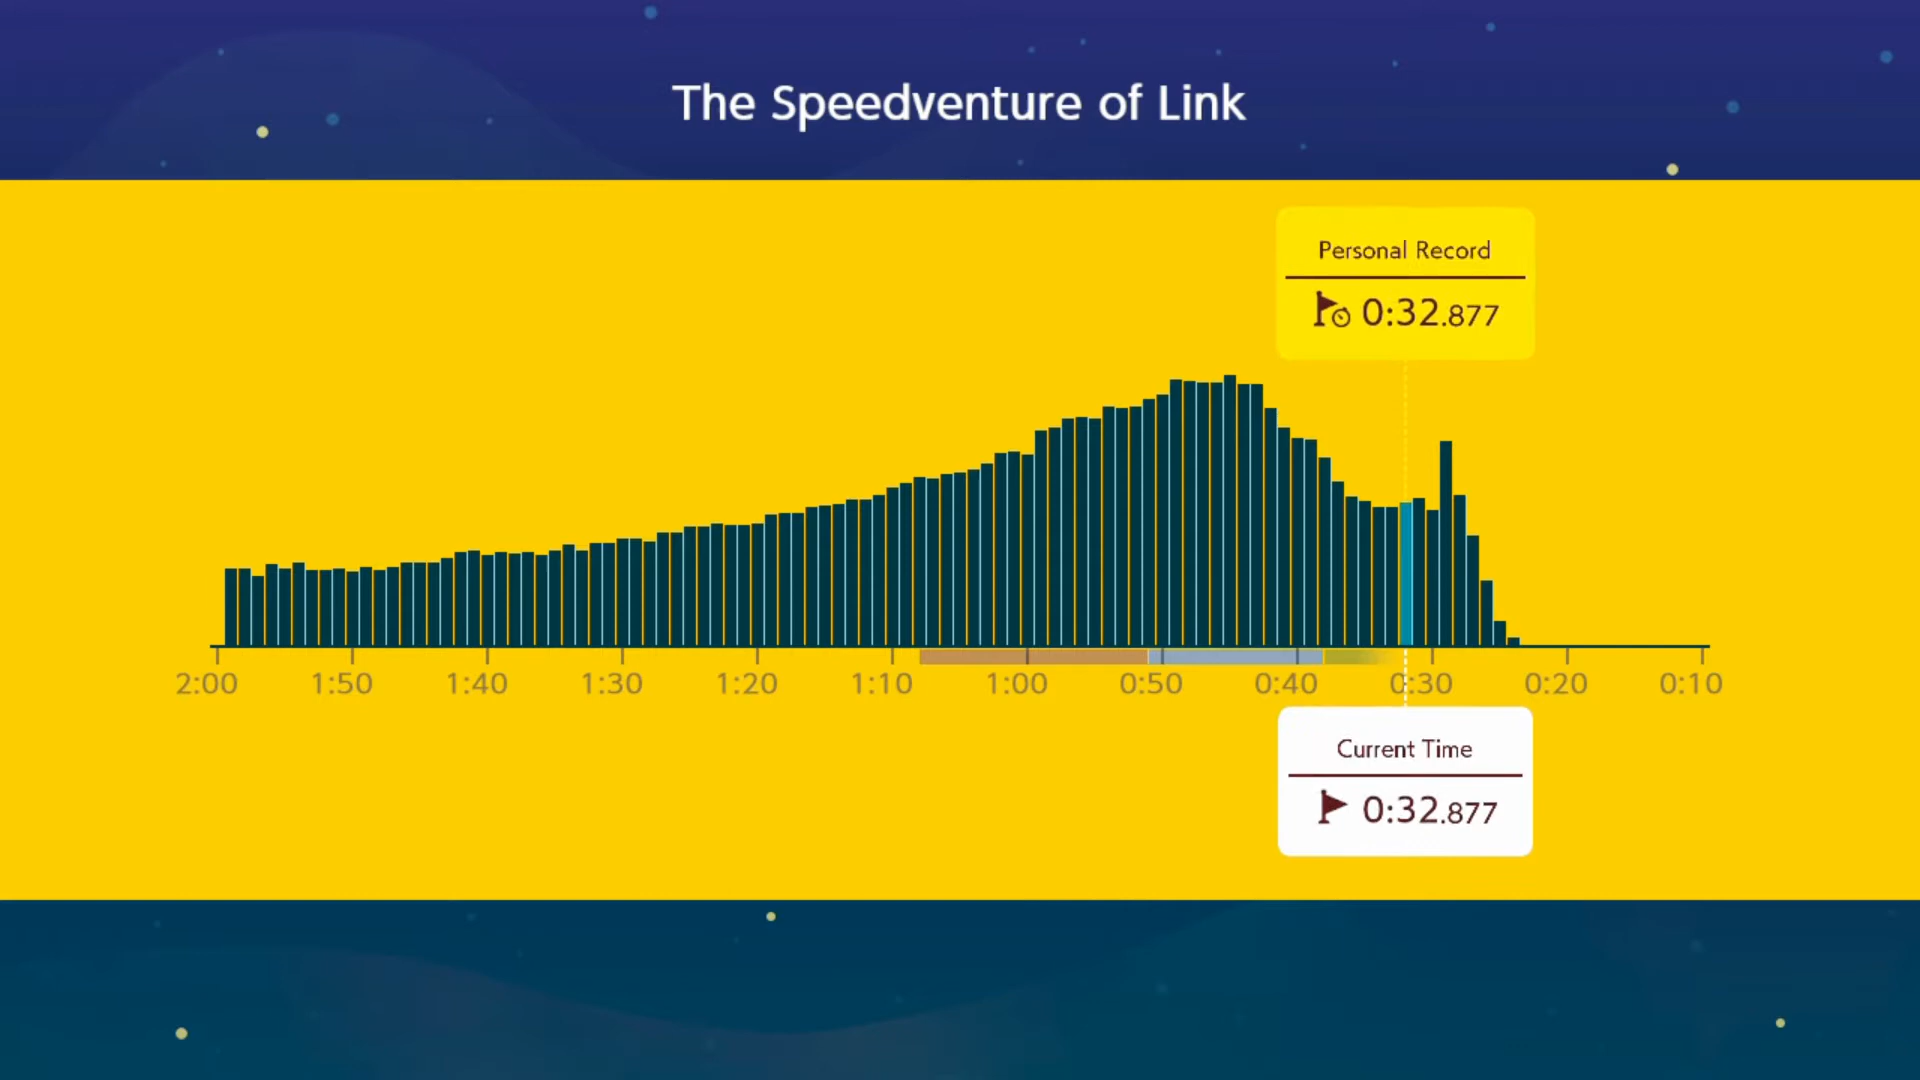 The Speedventure of Link
Personal Record
0:32.877
2:00 1:50 1:40 1:30 1:20 1:10 1:00 0:50 0:40 0:30 0:20 0:10
Current Time
0:32.877